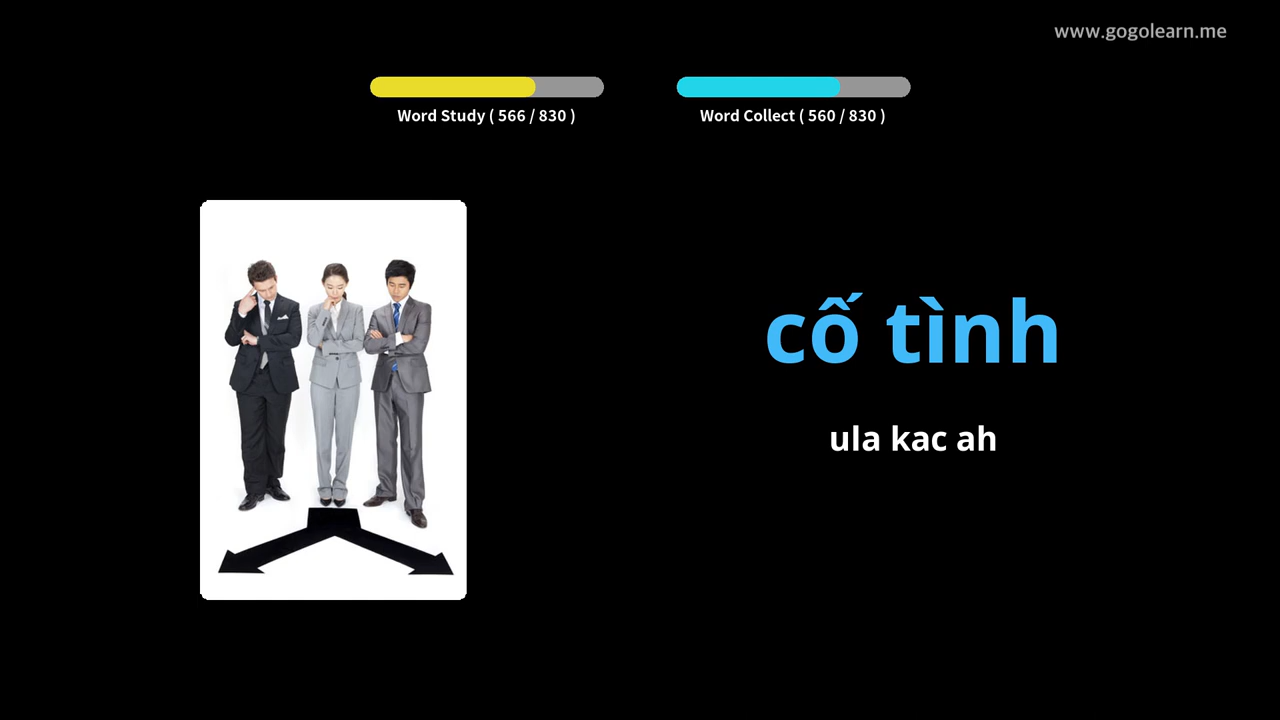 www.gogolearn.me
Word Study ( 566 / 830 )
Word Collect ( 560 / 830 )
cố tình
ula kac ah